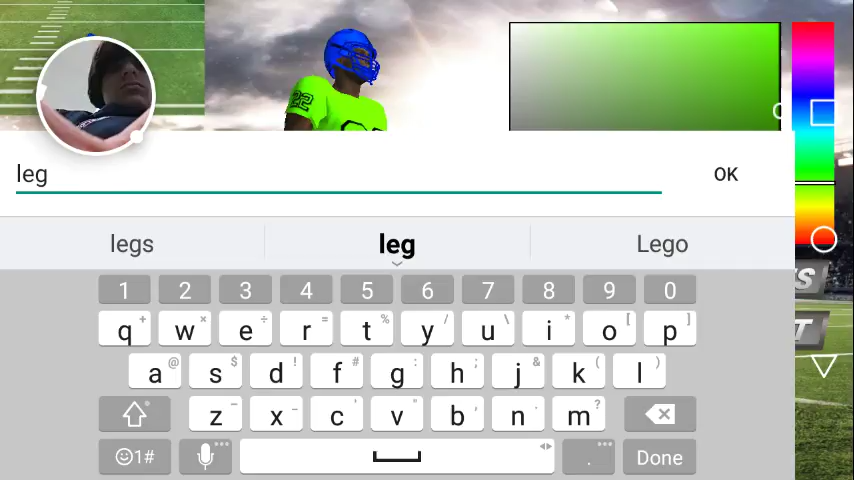 22
leg
OK
legs
leg
Lego
1 2 3 4 5 6 7 8 9 0
q + w × e ÷ r = t % y / u \ i * o [ p ]
a @ s $ d ! f # g : h ; j & k ( l )
z _ x - c ' v " b , n . m ?
1#
. Done
S
T